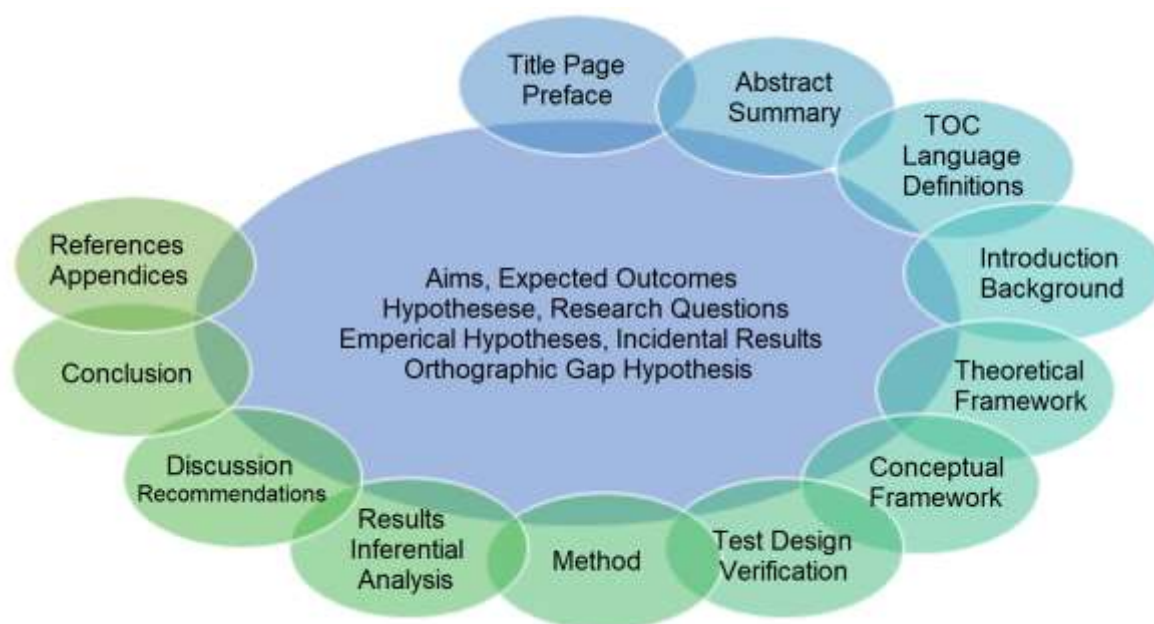 Title Page
Preface
Abstract
Summary
TOC
Language
Definitions
Introduction
Background
Theoretical
Framework
Conceptual
Framework
Test Design
Verification
Method
Results
Inferential
Analysis
Discussion
Recommendations
Conclusion
References
Appendices
Aims, Expected Outcomes
Hypothesese, Research Questions
Emperical Hypotheses, Incidental Results
Orthographic Gap Hypothesis